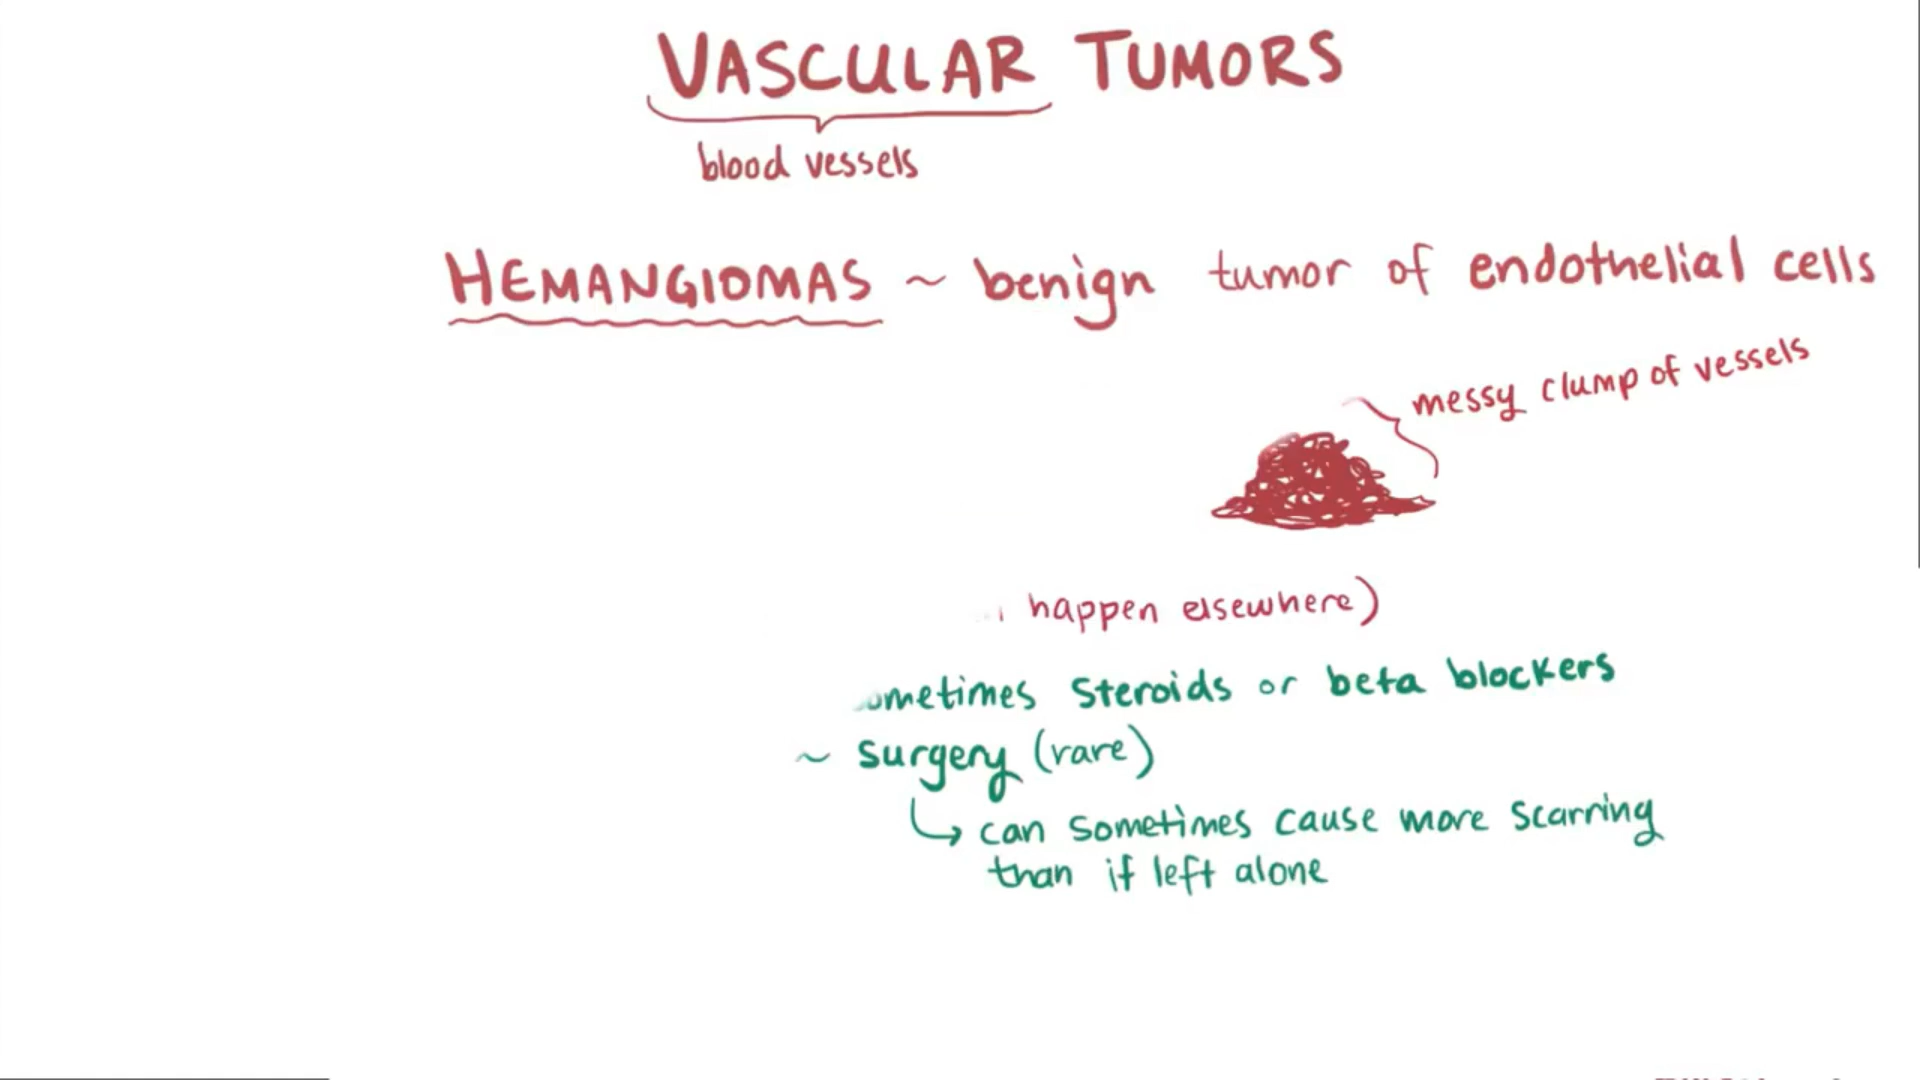 VASCULAR TUMORS
blood vessels
HEMANGIOMAS ~ benign tumor of endothelial cells
messy clump of vessels
happen elsewhere)
ometimes steroids or beta blockers
~ surgery (rare)
↳ can sometimes cause more scarring
than if left alone